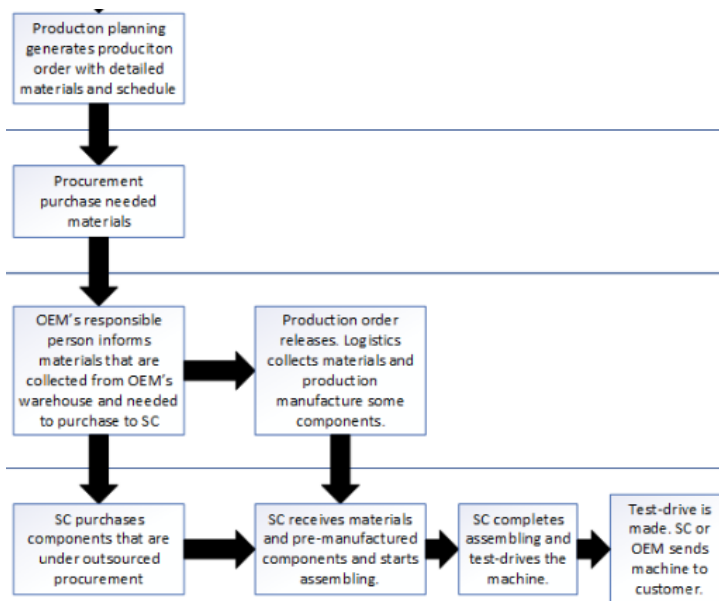 Producton planning
generates produciton
order with detailed
materials and schedule
Procurement
purchase needed
materials
OEM's responsible
person informs
materials that are
collected from OEM's
warehouse and needed
to purchase to SC
Production order
releases. Logistics
collects materials and
production
manufacture some
components.
SC purchases
components that are
under outsourced
procurement
SC receives materials
and pre-manufactured
components and starts
assembling.
SC completes
assembling and
test-drives the
machine.
Test-drive is
made. SC or
OEM sends
machine to
customer.